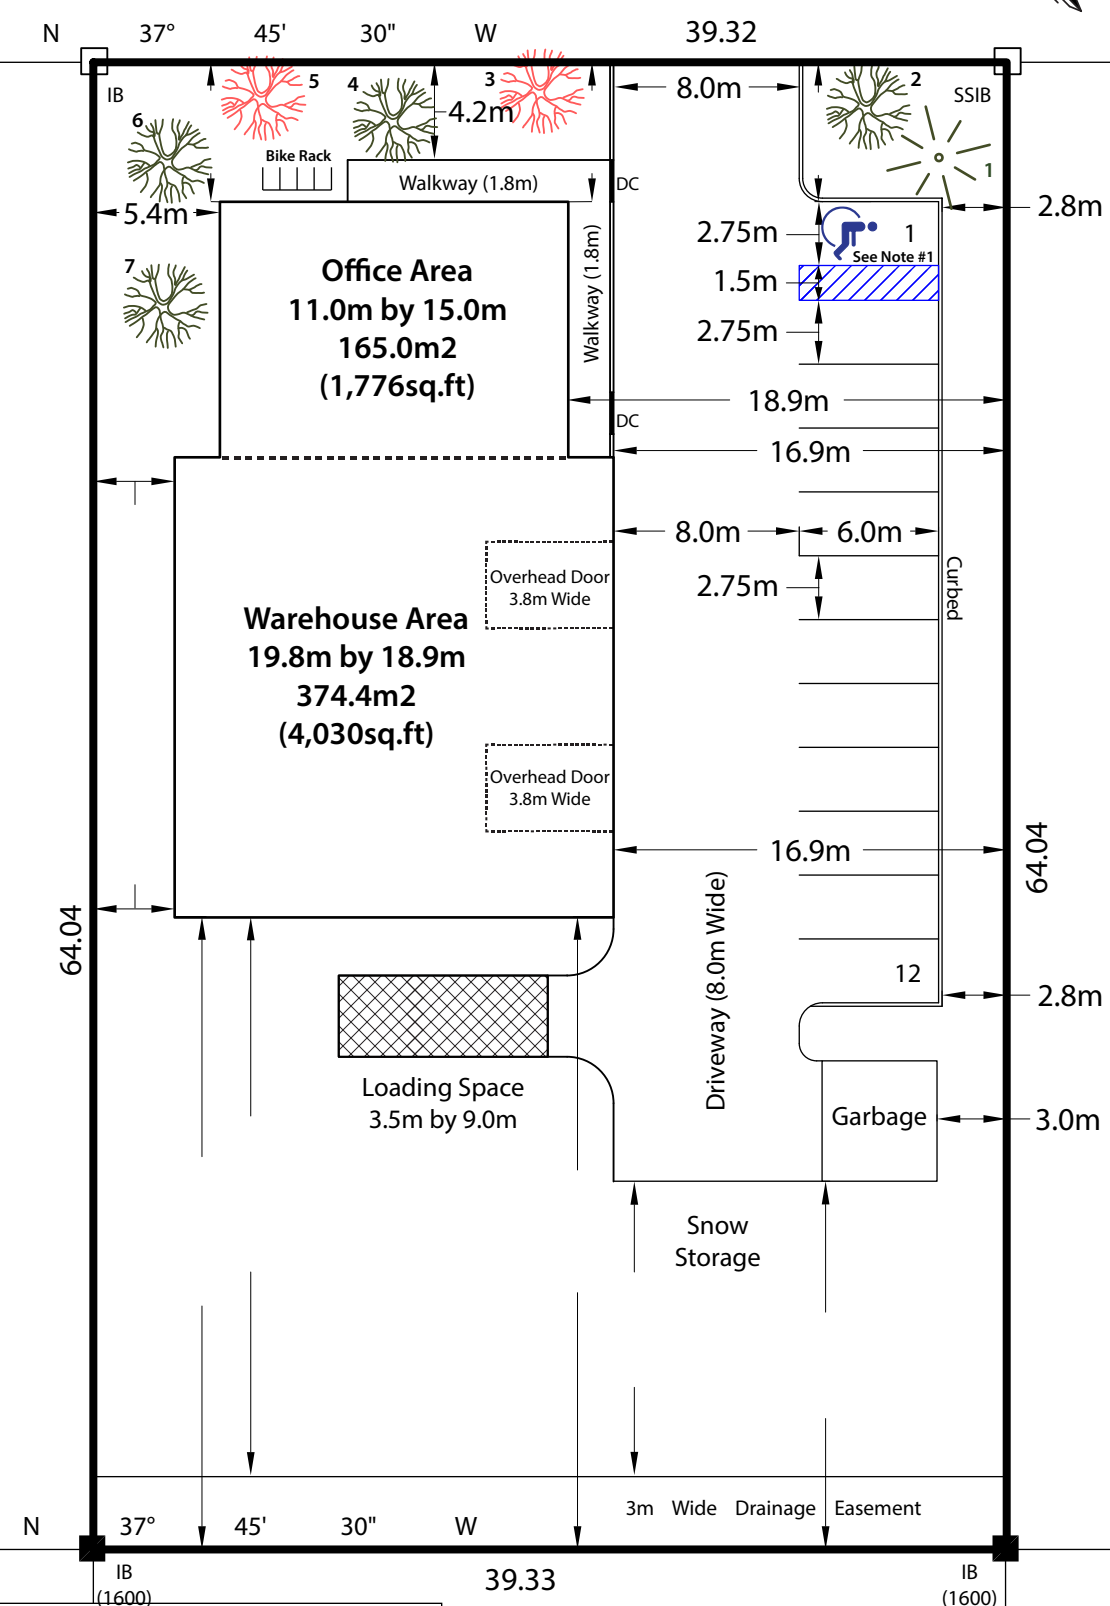 N 37° 45' 30" W 39.32
IB
5
4
3
2
SSIB
8.0m
4.2m
6
Bike Rack
1
Walkway (1.8m)
DC
5.4m
2.8m
2.75m
1
See Note #1
Walkway (1.8m)
7
Office Area
11.0m by 15.0m
165.0m2
(1,776sq.ft)
1.5m
2.75m
18.9m
DC
16.9m
8.0m
6.0m
Overhead Door
3.8m Wide
2.75m
Curbed
Warehouse Area
19.8m by 18.9m
374.4m2
(4,030sq.ft)
Overhead Door
3.8m Wide
16.9m
64.04
64.04
Driveway (8.0m Wide)
12
2.8m
Loading Space
3.5m by 9.0m
Garbage
3.0m
Snow
Storage
3m Wide Drainage Easement
N 37° 45' 30" W
IB
(1600)
39.33
IB
(1600)